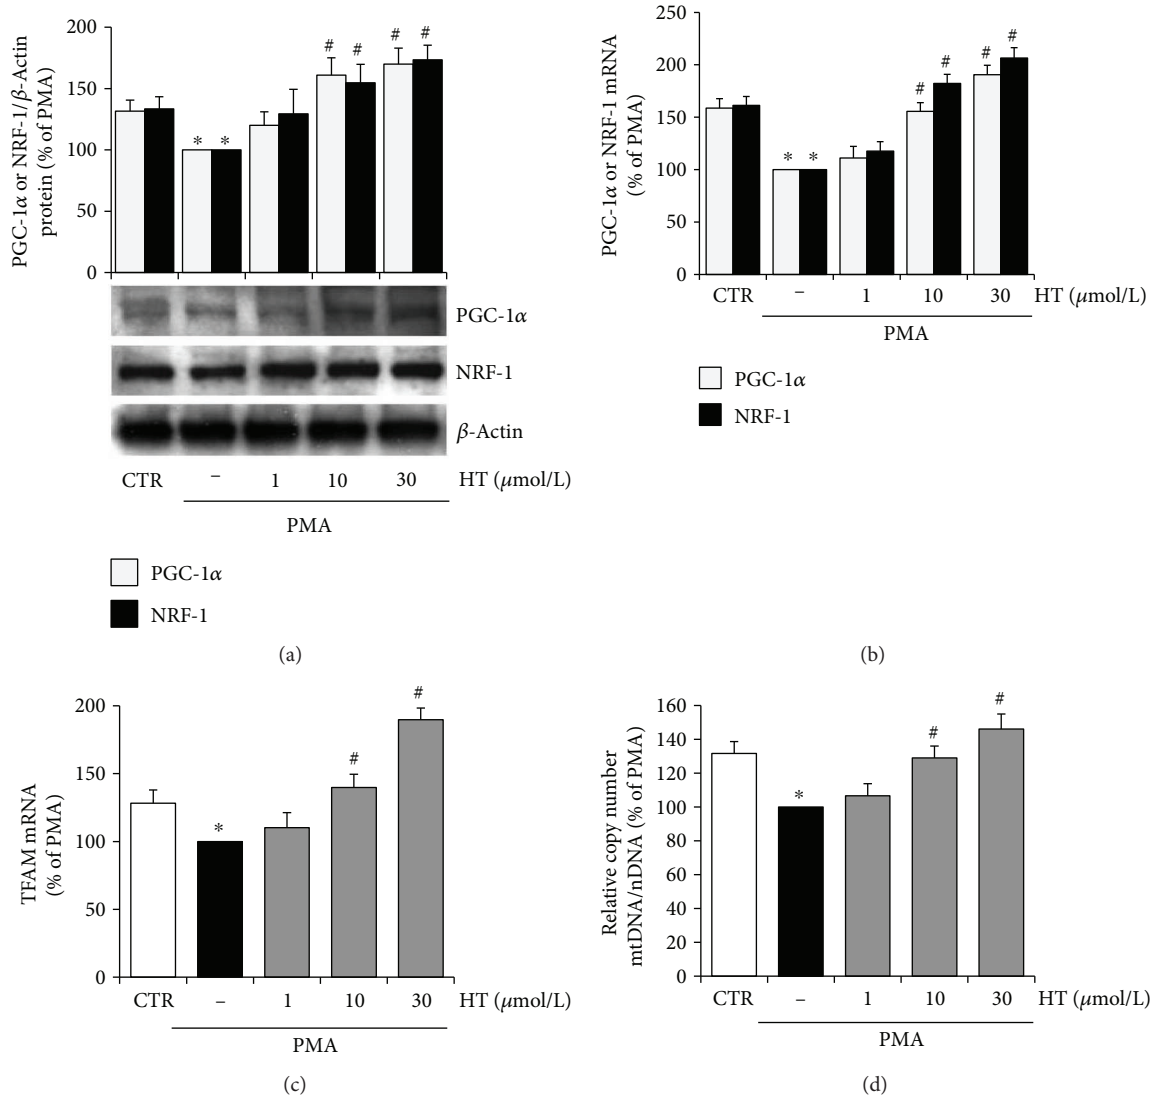 PGC-1α or NRF-1/β-Actin
protein (% of PMA)
200
150
100
50
0
* *
# #
# #
PGC-1α
NRF-1
β-Actin
CTR – 1 10 30 HT (μmol/L)
PMA
PGC-1α
NRF-1
(a)
PGC-1α or NRF-1 mRNA
(% of PMA)
250
200
150
100
50
0
* *
# #
# #
CTR – 1 10 30 HT (μmol/L)
PMA
PGC-1α
NRF-1
(b)
TFAM mRNA
(% of PMA)
200
150
100
50
0
*
#
#
CTR – 1 10 30 HT (μmol/L)
PMA
(c)
Relative copy number
mtDNA/nDNA (% of PMA)
160
140
120
100
80
60
40
20
0
*
#
#
CTR – 1 10 30 HT (μmol/L)
PMA
(d)